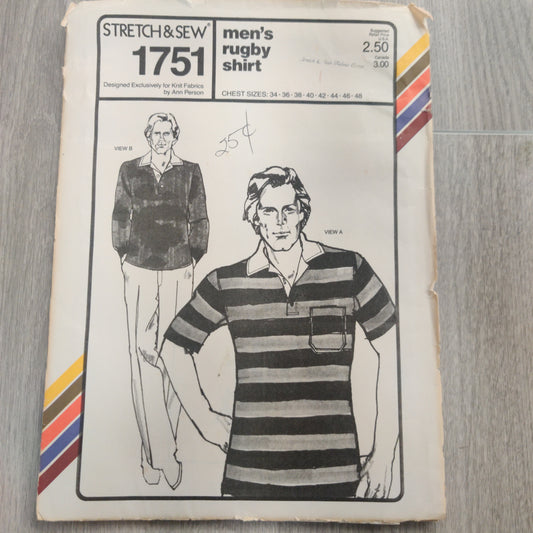 STRETCH & SEW®
1751
Designed Exclusively for Knit Fabrics
by Ann Person
men's
rugby
shirt
CHEST SIZES: 34 - 36 - 38 - 40 - 42 - 44 - 46 - 48
Suggested
Retail Price
U.S.A.
2.50
Canada
3.00
25¢
VIEW B
VIEW A